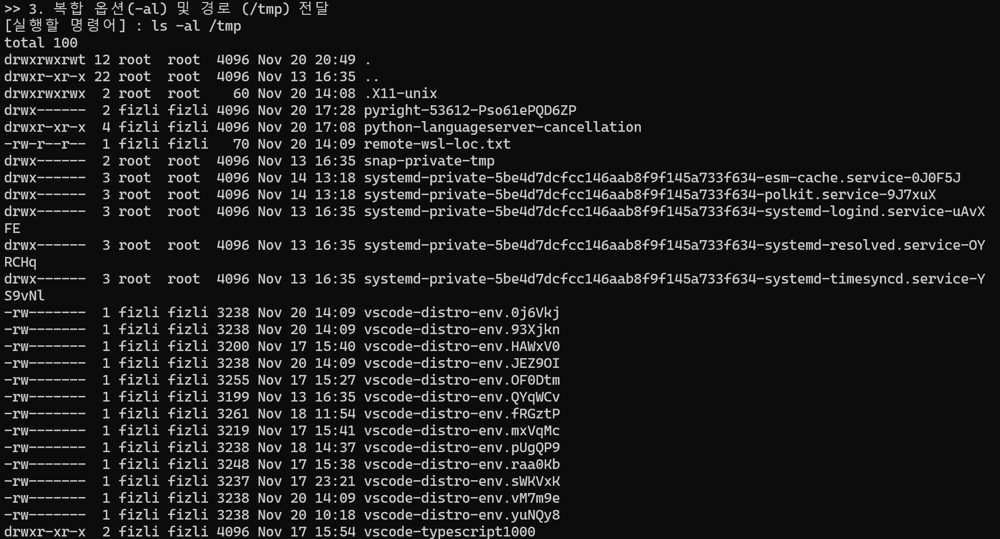 >> 3. 복합 옵션(-al) 및 경로 (/tmp) 전달
[실행할 명령어] : ls -al /tmp
total 100
drwxrwxrwt 12 root  root  4096 Nov 20 20:49 .
drwxr-xr-x 22 root  root  4096 Nov 13 16:35 ..
drwxrwxrwx  2 root  root    60 Nov 20 14:08 .X11-unix
drwx------  2 fizli fizli 4096 Nov 20 17:28 pyright-53612-Pso61ePQD6ZP
drwxr-xr-x  4 fizli fizli 4096 Nov 20 17:08 python-languageserver-cancellation
-rw-r--r--  1 fizli fizli   70 Nov 20 14:09 remote-wsl-loc.txt
drwx------  2 root  root  4096 Nov 13 16:35 snap-private-tmp
drwx------  3 root  root  4096 Nov 14 13:18 systemd-private-5be4d7dcfcc146aab8f9f145a733f634-esm-cache.service-0J0F5J
drwx------  3 root  root  4096 Nov 14 13:18 systemd-private-5be4d7dcfcc146aab8f9f145a733f634-polkit.service-9J7xuX
drwx------  3 root  root  4096 Nov 13 16:35 systemd-private-5be4d7dcfcc146aab8f9f145a733f634-systemd-logind.service-uAvX
FE
drwx------  3 root  root  4096 Nov 13 16:35 systemd-private-5be4d7dcfcc146aab8f9f145a733f634-systemd-resolved.service-OY
RCHq
drwx------  3 root  root  4096 Nov 13 16:35 systemd-private-5be4d7dcfcc146aab8f9f145a733f634-systemd-timesyncd.service-Y
S9vNl
-rw-------  1 fizli fizli 3238 Nov 20 14:09 vscode-distro-env.0j6Vkj
-rw-------  1 fizli fizli 3238 Nov 20 14:09 vscode-distro-env.93Xjkn
-rw-------  1 fizli fizli 3200 Nov 17 15:40 vscode-distro-env.HAWxV0
-rw-------  1 fizli fizli 3238 Nov 20 14:09 vscode-distro-env.JEZ9OI
-rw-------  1 fizli fizli 3255 Nov 17 15:27 vscode-distro-env.OF0Dtm
-rw-------  1 fizli fizli 3199 Nov 13 16:35 vscode-distro-env.QYqWCv
-rw-------  1 fizli fizli 3261 Nov 18 11:54 vscode-distro-env.fRGztP
-rw-------  1 fizli fizli 3219 Nov 17 15:41 vscode-distro-env.mxVqMc
-rw-------  1 fizli fizli 3238 Nov 18 14:37 vscode-distro-env.pUgQP9
-rw-------  1 fizli fizli 3248 Nov 17 15:38 vscode-distro-env.raa0Kb
-rw-------  1 fizli fizli 3237 Nov 17 23:21 vscode-distro-env.sWKVxK
-rw-------  1 fizli fizli 3238 Nov 20 14:09 vscode-distro-env.vM7m9e
-rw-------  1 fizli fizli 3238 Nov 20 10:18 vscode-distro-env.yuNQy8
drwxr-xr-x  2 fizli fizli 4096 Nov 17 15:54 vscode-typescript1000